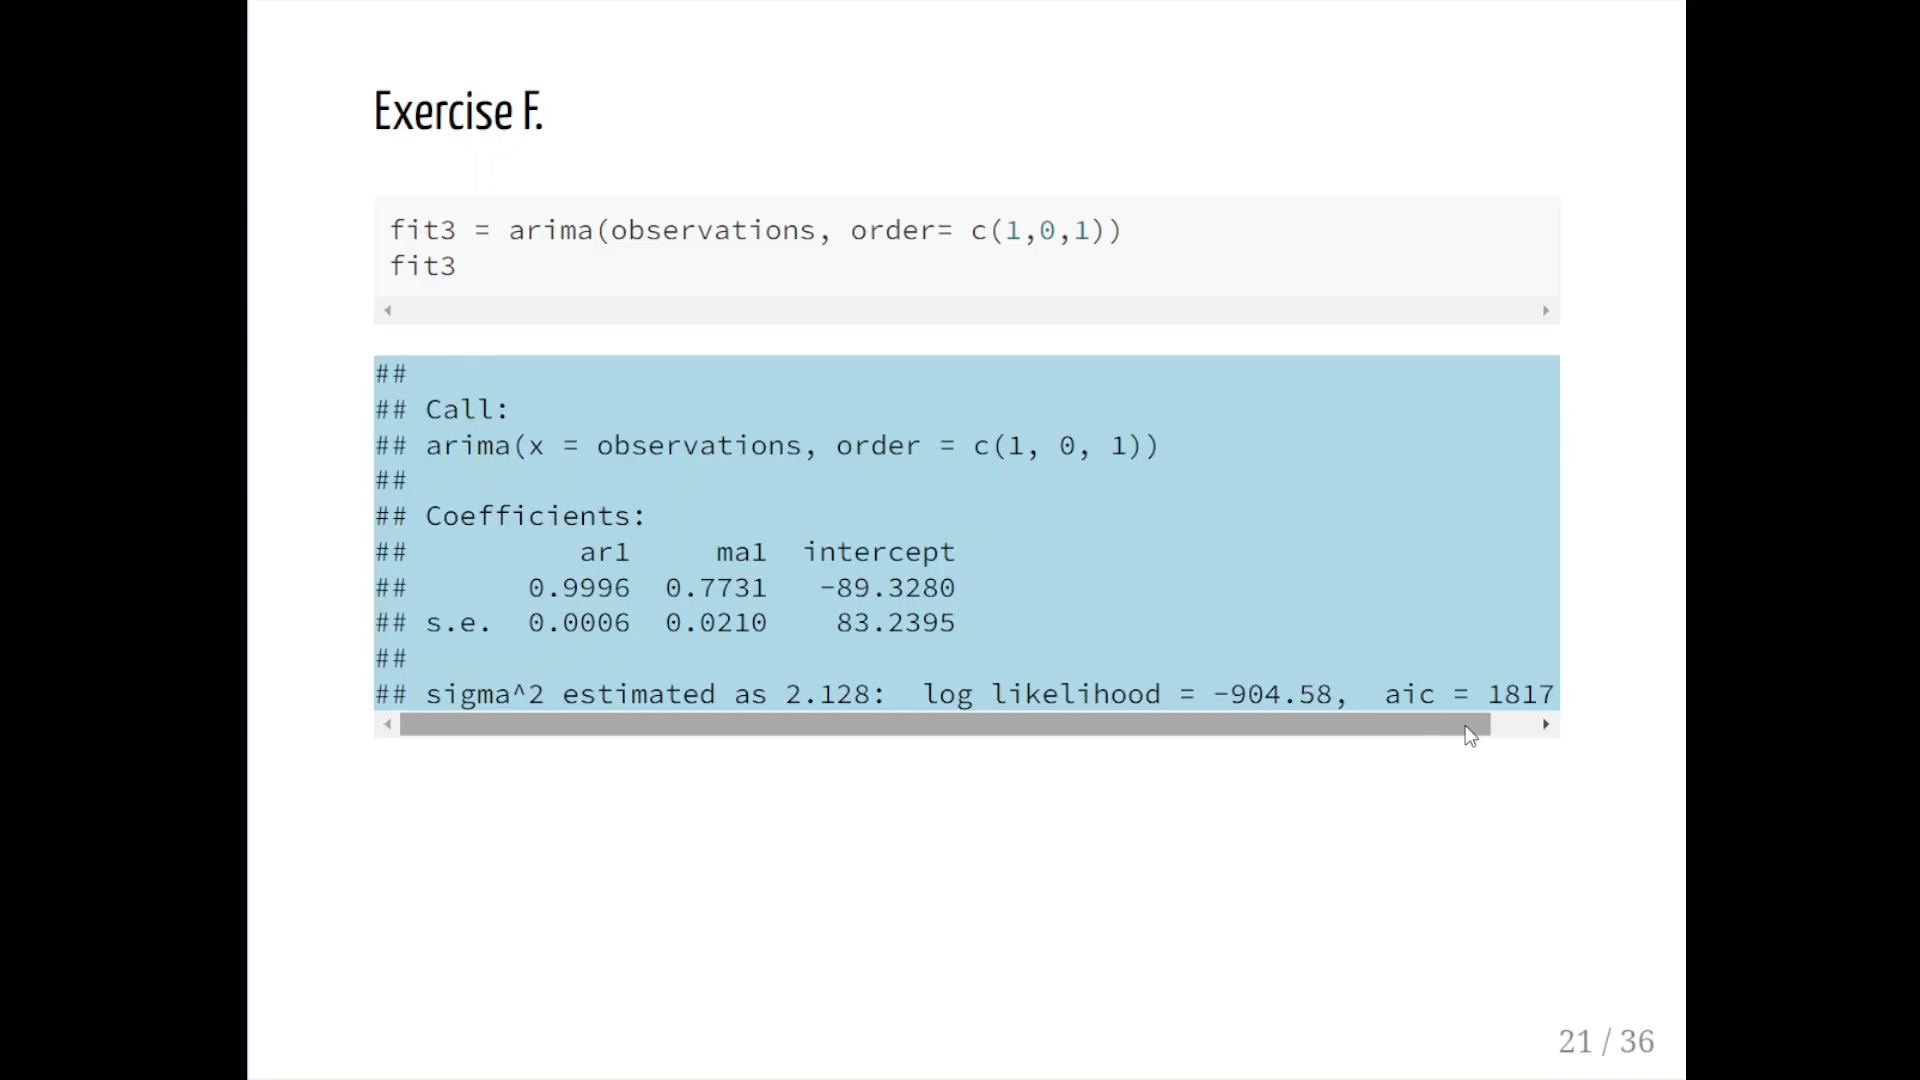 Exercise F.
fit3 = arima(observations, order= c(1,0,1))
fit3
##
## Call:
## arima(x = observations, order = c(1, 0, 1))
##
## Coefficients:
##          ar1     ma1  intercept
##       0.9996  0.7731   -89.3280
## s.e.  0.0006  0.0210    83.2395
##
## sigma^2 estimated as 2.128:  log likelihood = -904.58,  aic = 1817
21 / 36